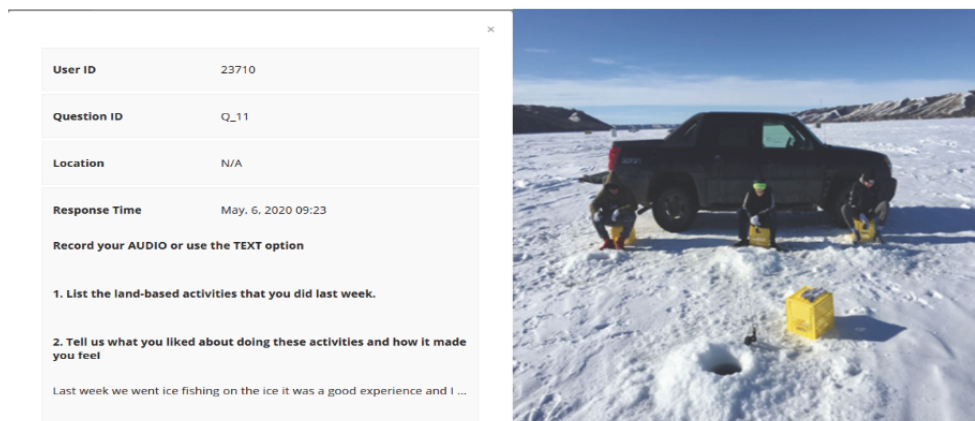 ×
User ID 23710
Question ID Q_11
Location N/A
Response Time May. 6, 2020 09:23
Record your AUDIO or use the TEXT option
1. List the land-based activities that you did last week.
2. Tell us what you liked about doing these activities and how it made
you feel
Last week we went ice fishing on the ice it was a good experience and I ...